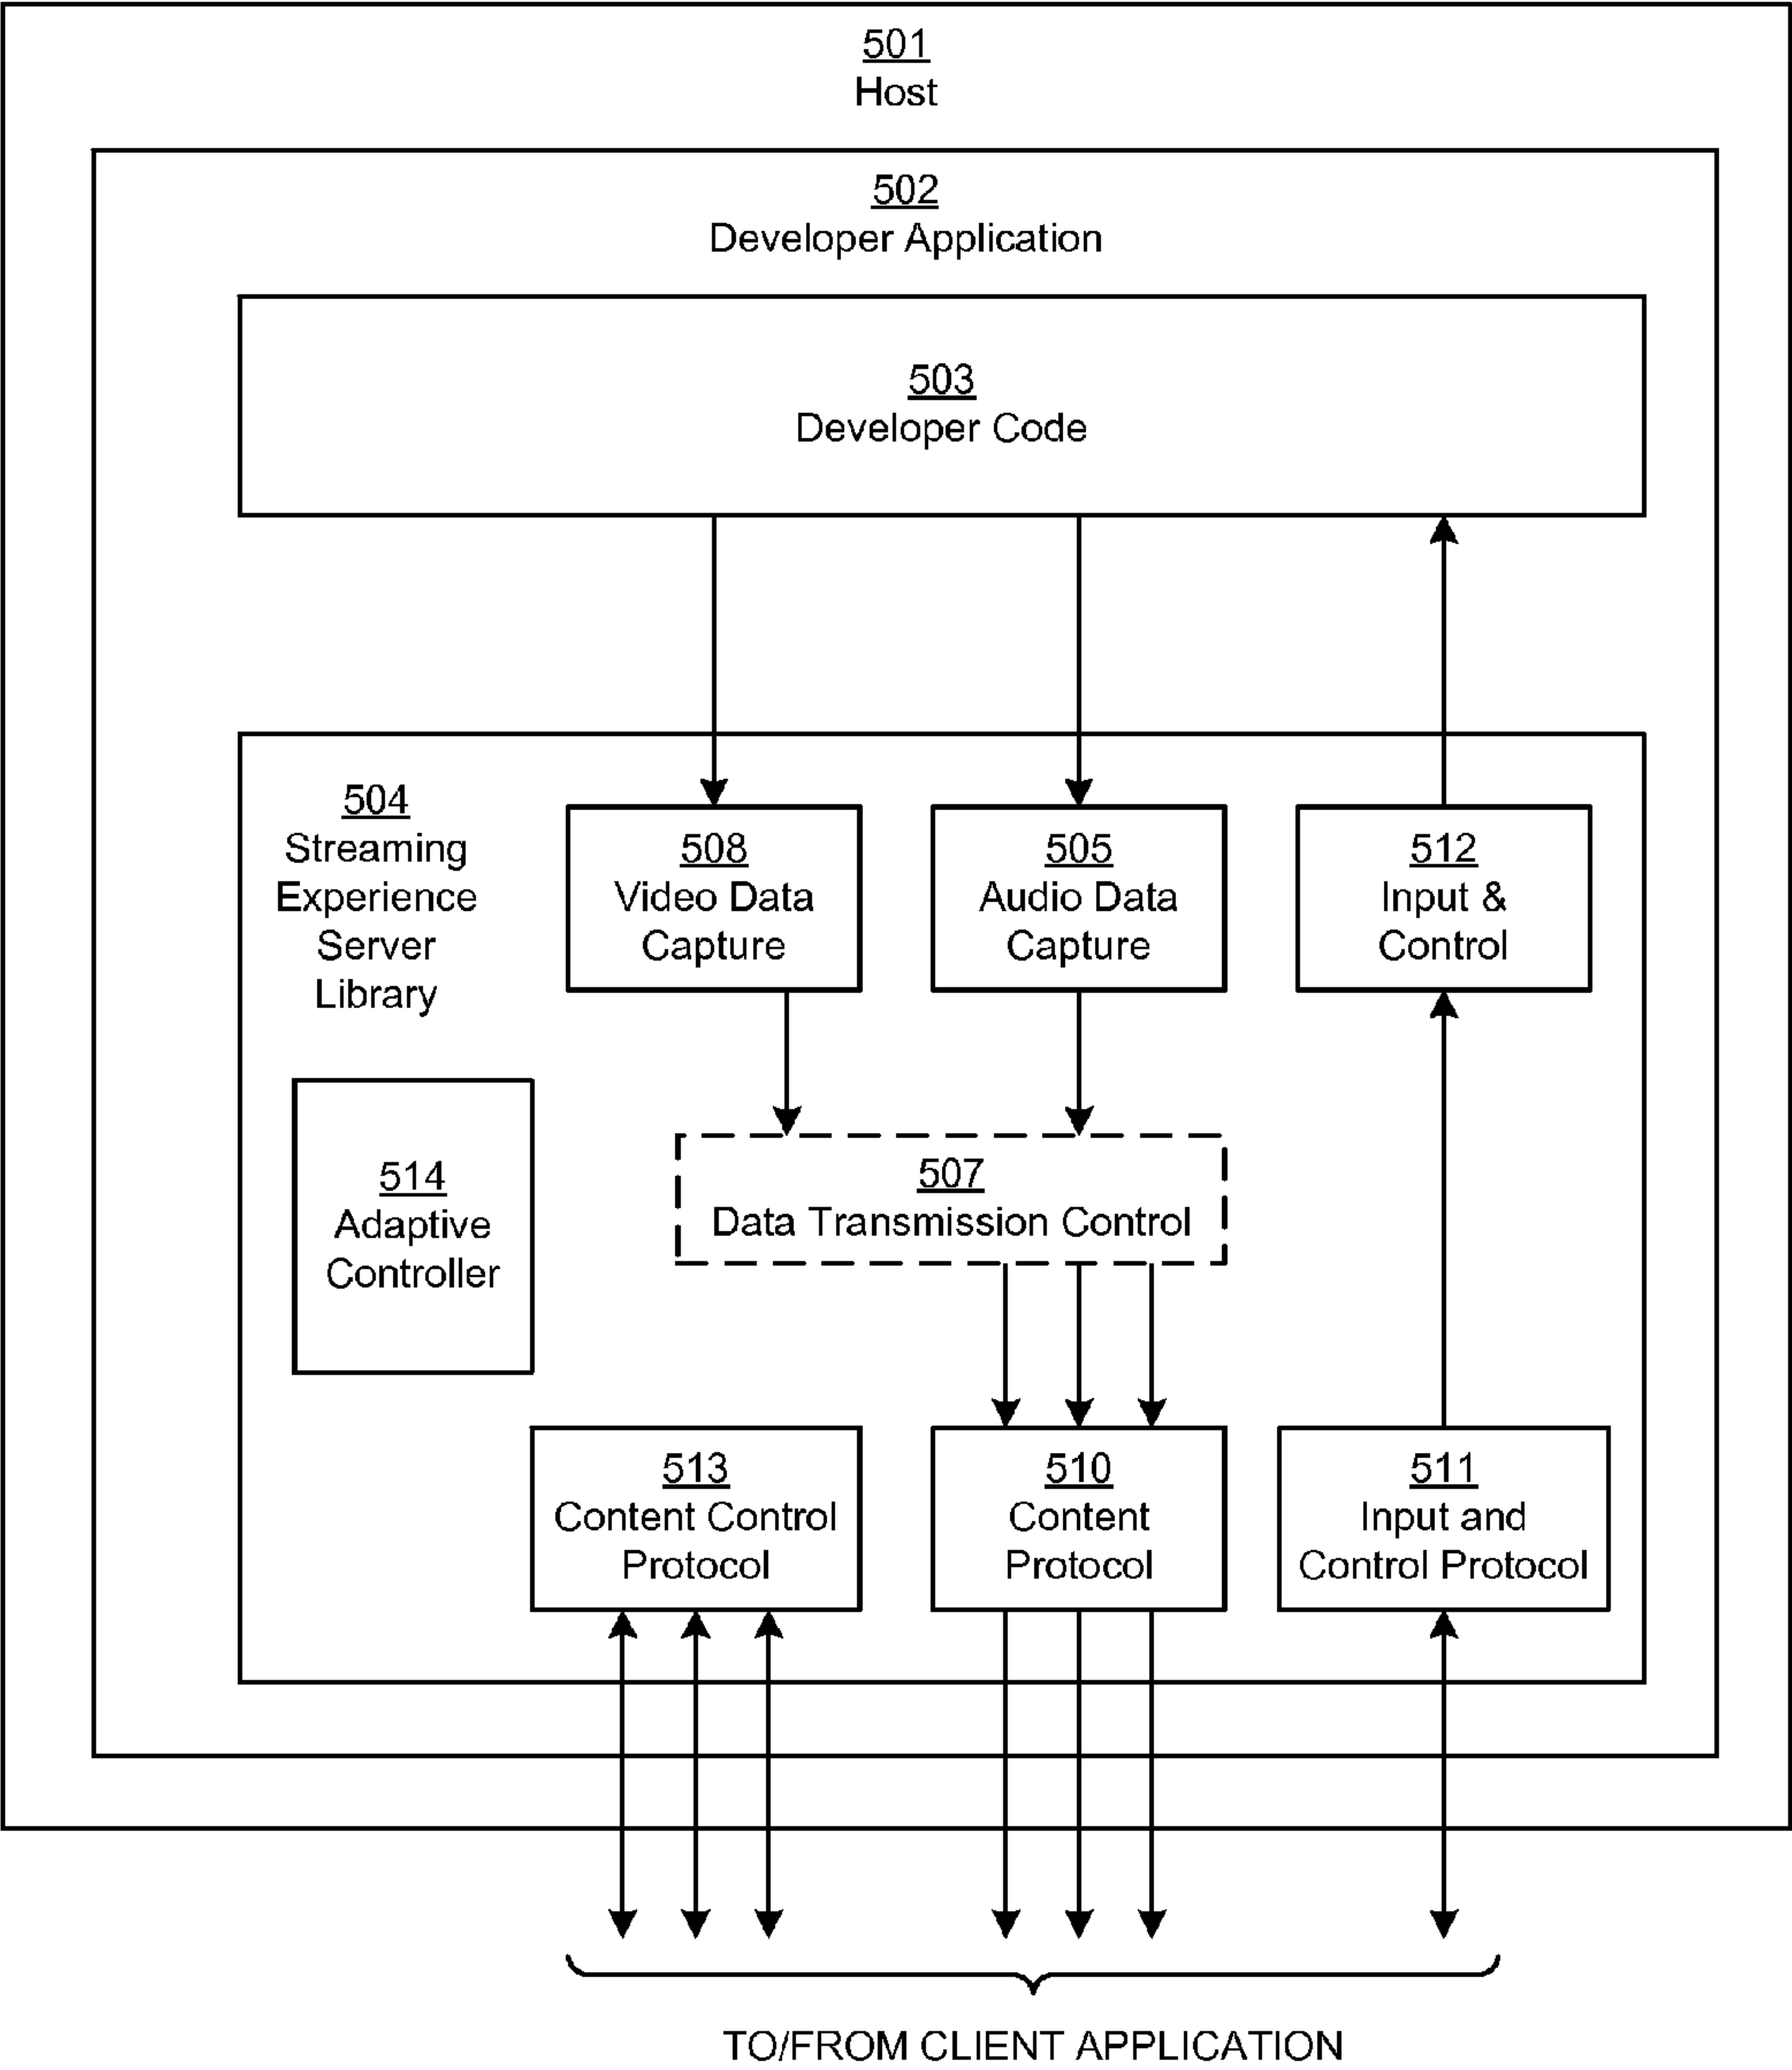 501
Host
502
Developer Application
503
Developer Code
504
Streaming
Experience
Server
Library
508
Video Data
Capture
505
Audio Data
Capture
512
Input &
Control
514
Adaptive
Controller
507
Data Transmission Control
513
Content Control
Protocol
510
Content
Protocol
511
Input and
Control Protocol
TO/FROM CLIENT APPLICATION